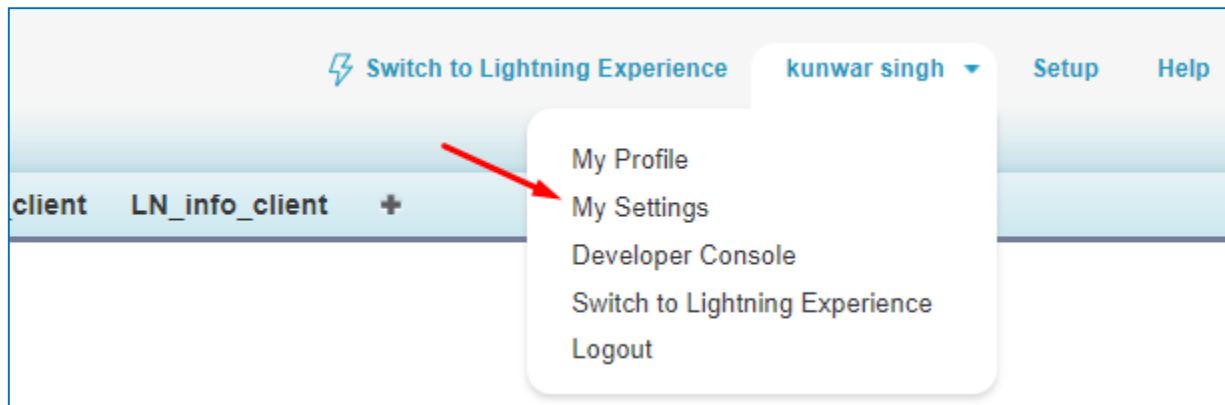 Switch to Lightning Experience kunwar singh Setup Help
My Profile
_client LN_info_client +
My Settings
Developer Console
Switch to Lightning Experience
Logout